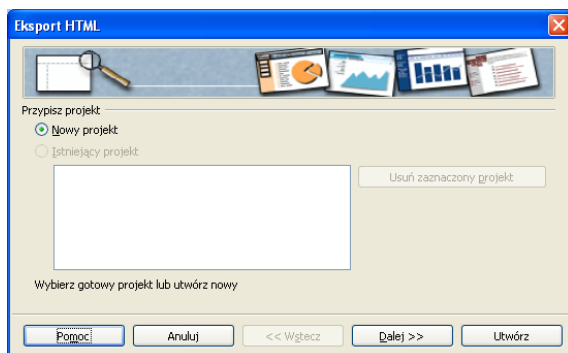 Eksport HTML
Przypisz projekt
Nowy projekt
Istniejący projekt
Usuń zaznaczony projekt
Wybierz gotowy projekt lub utwórz nowy
Pomoc
Anuluj
<< Wstecz
Dalej >>
Utwórz